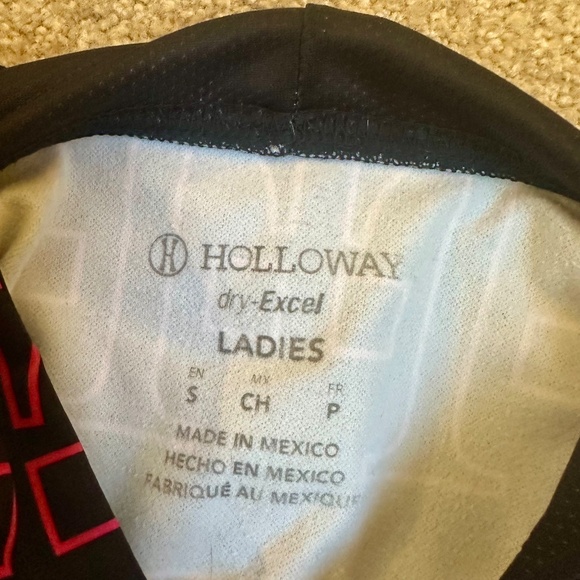 H HOLLOWAY
dry-Excel
LADIES
EN MX FR
S CH P
MADE IN MEXICO
HECHO EN MEXICO
FABRIQUÉ AU MEXIQUE